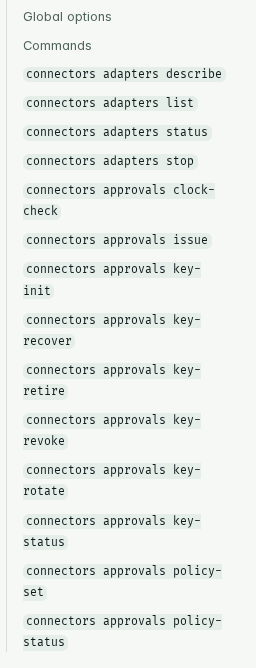 Global options
Commands
connectors adapters describe
connectors adapters list
connectors adapters status
connectors adapters stop
connectors approvals clock-
check
connectors approvals issue
connectors approvals key-
init
connectors approvals key-
recover
connectors approvals key-
retire
connectors approvals key-
revoke
connectors approvals key-
rotate
connectors approvals key-
status
connectors approvals policy-
set
connectors approvals policy-
status